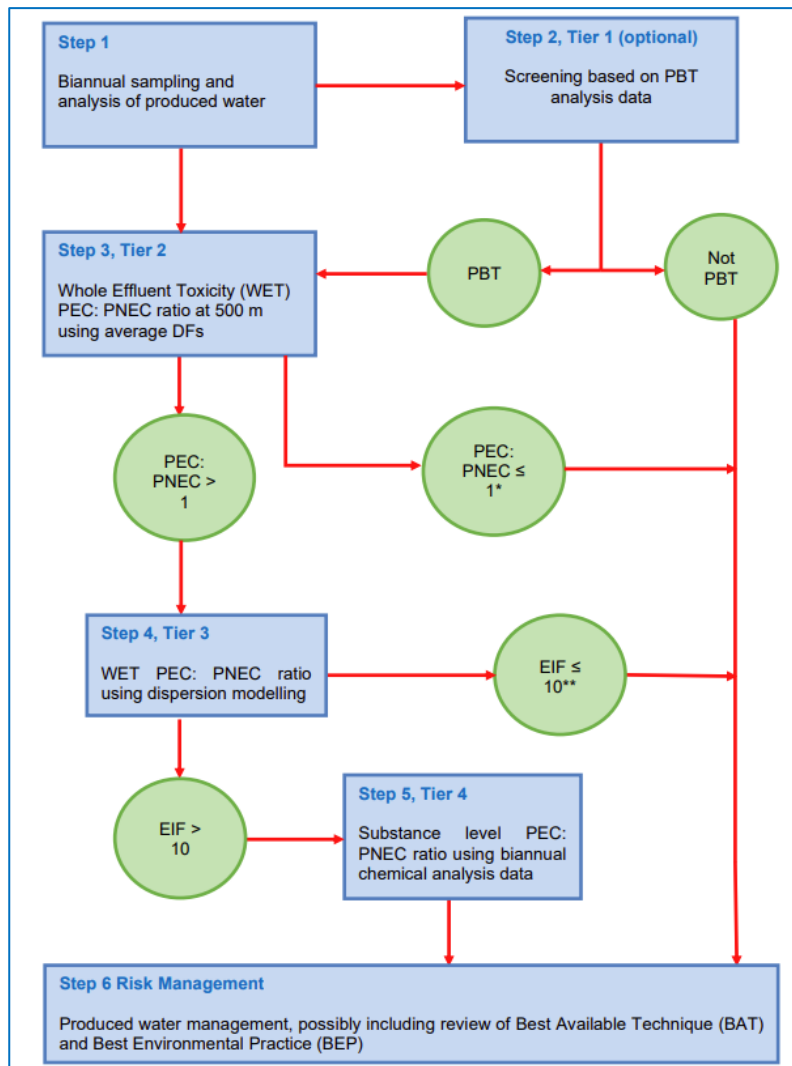 Step 1
Biannual sampling and
analysis of produced water
Step 2, Tier 1 (optional)
Screening based on PBT
analysis data
Step 3, Tier 2
Whole Effluent Toxicity (WET)
PEC: PNEC ratio at 500 m
using average DFs
PBT
Not
PBT
PEC:
PNEC >
1
PEC:
PNEC ≤
1*
Step 4, Tier 3
WET PEC: PNEC ratio
using dispersion modelling
EIF ≤
10**
EIF >
10
Step 5, Tier 4
Substance level PEC:
PNEC ratio using biannual
chemical analysis data
Step 6 Risk Management
Produced water management, possibly including review of Best Available Technique (BAT)
and Best Environmental Practice (BEP)